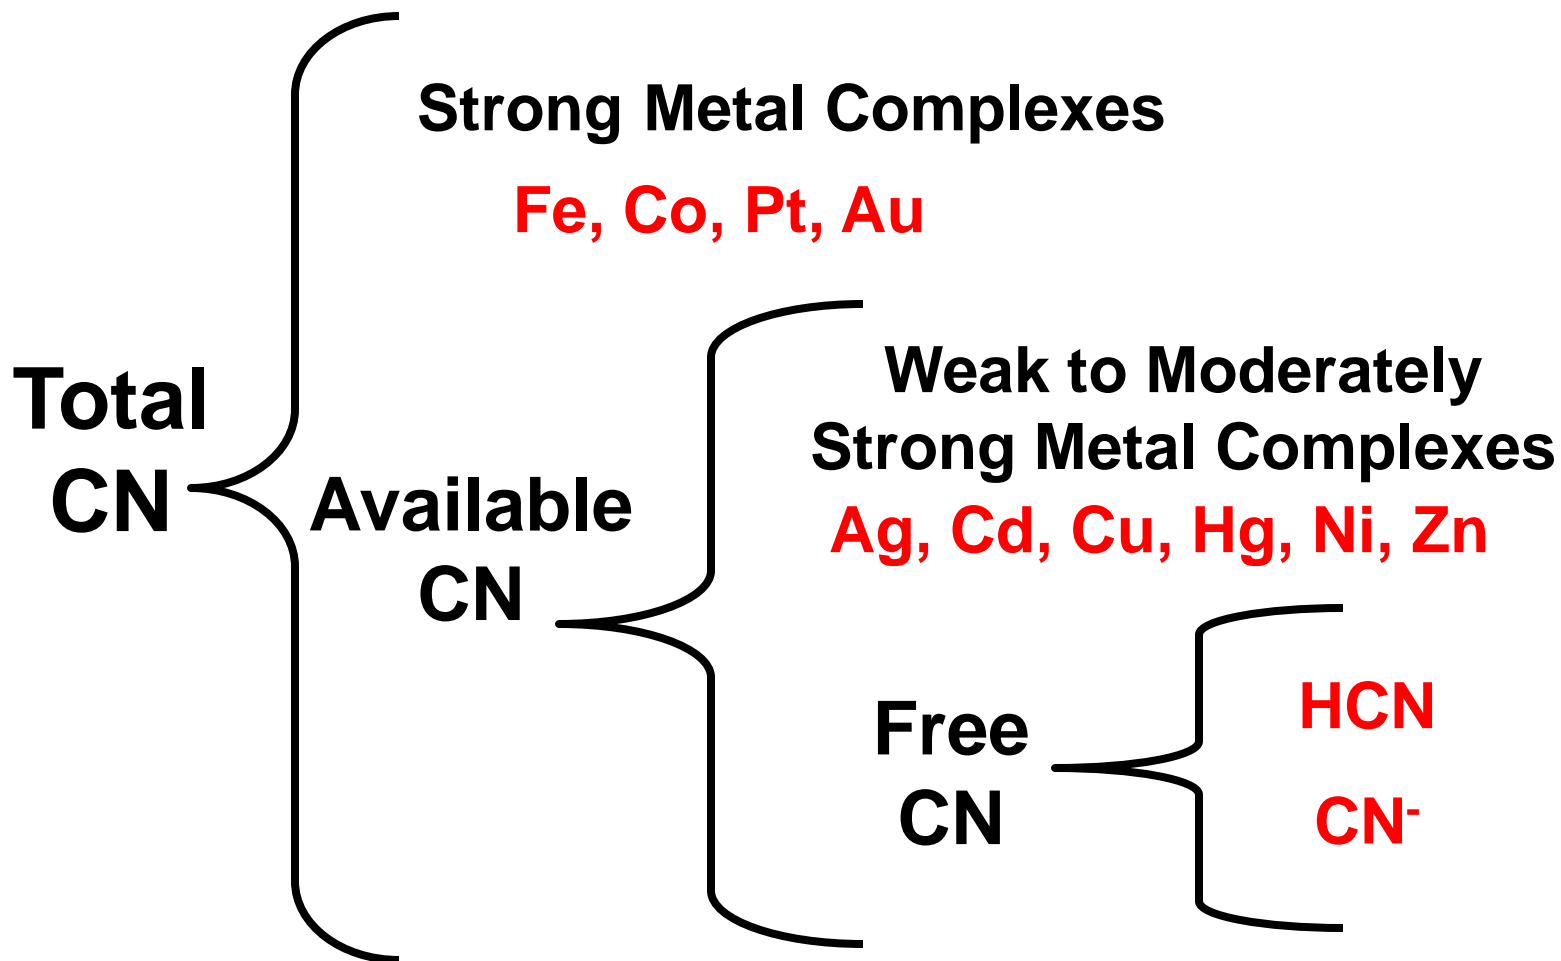 Strong Metal Complexes
Fe, Co, Pt, Au
Total
CN
Available
CN
Weak to Moderately
Strong Metal Complexes
Ag, Cd, Cu, Hg, Ni, Zn
Free
CN
HCN
CN-